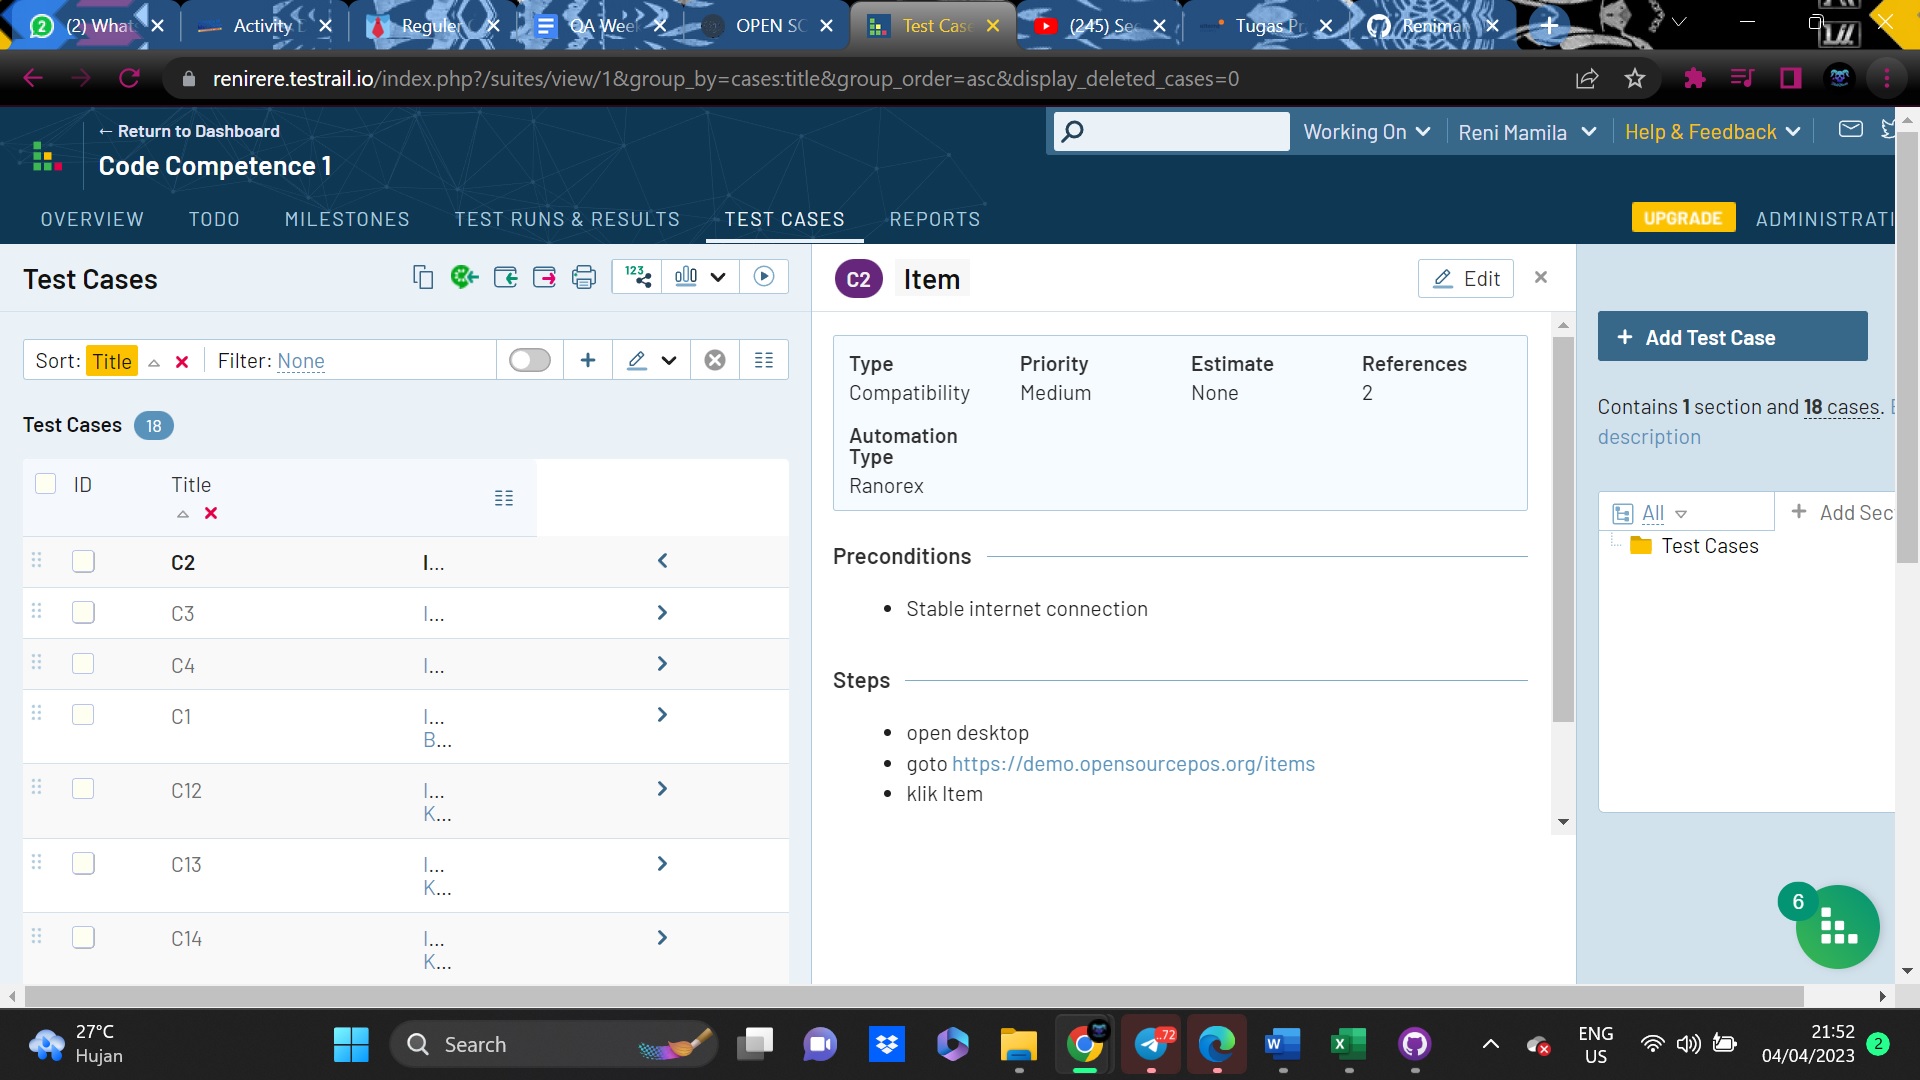 (2) What
Activity
Reguler
QA Wee
OPEN SO
Test Cas
(245) Se
Tugas P
Renima
renirere.testrail.io/index.php?/suites/view/1&group_by=cases:title&group_order=asc&display_deleted_cases=0
← Return to Dashboard
Code Competence 1
Working On
Reni Mamila
Help & Feedback
OVERVIEW
TODO
MILESTONES
TEST RUNS & RESULTS
TEST CASES
REPORTS
UPGRADE
ADMINISTRATI
Test Cases
123
Sort: Title
Filter: None
Test Cases 18
ID
Title
C2
I...
C3
I...
C4
I...
C1
I...
B...
C12
I...
K...
C13
I...
K...
C14
I...
K...
C2 Item
Edit
Type
Compatibility
Priority
Medium
Estimate
None
References
2
Automation
Type
Ranorex
Preconditions
• Stable internet connection
Steps
• open desktop
• goto https://demo.opensourcepos.org/items
• klik Item
+ Add Test Case
Contains 1 section and 18 cases. E
description
All
+ Add Sec
Test Cases
6
27°C
Hujan
Search
72
ENG
US
21:52
04/04/2023
2